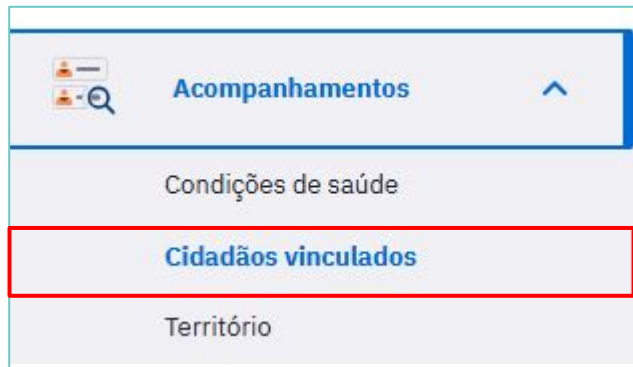 Acompanhamentos
Condições de saúde
Cidadãos vinculados
Território